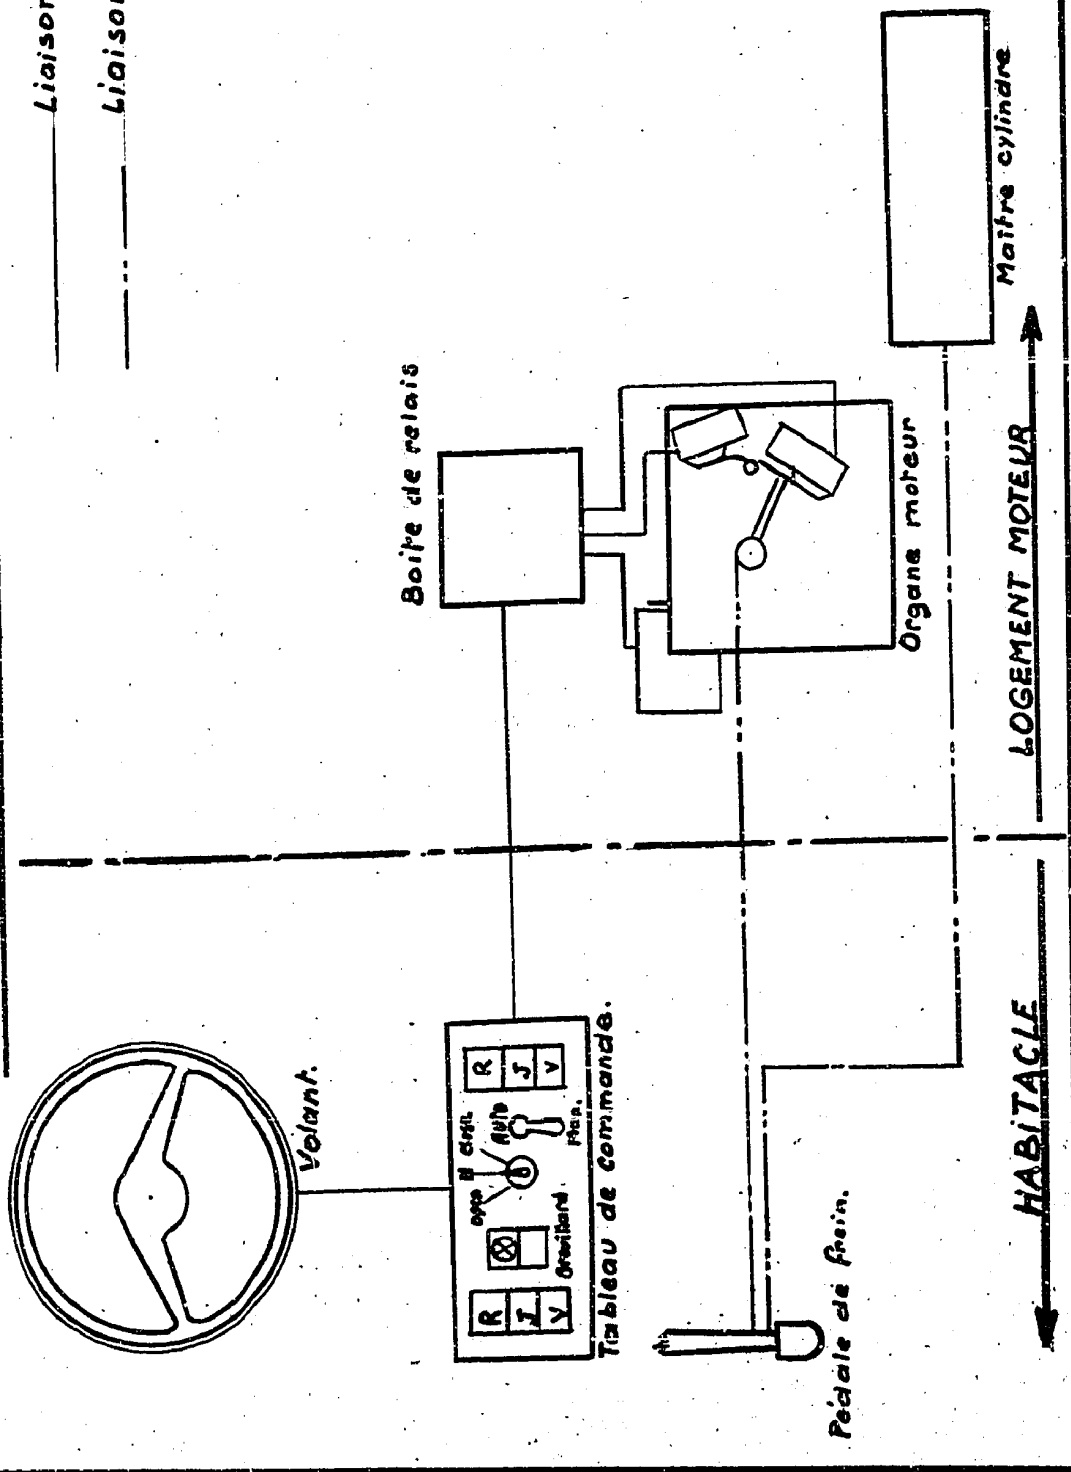 Liaison
Liaison
Volant.
R
J
V
Brouillard.
AUTO
R
J
V
Tableau de commande.
Boite de relais
Organe moteur
Maître cylindre
Pédale de frein.
HABITACLE
LOGEMENT MOTEUR